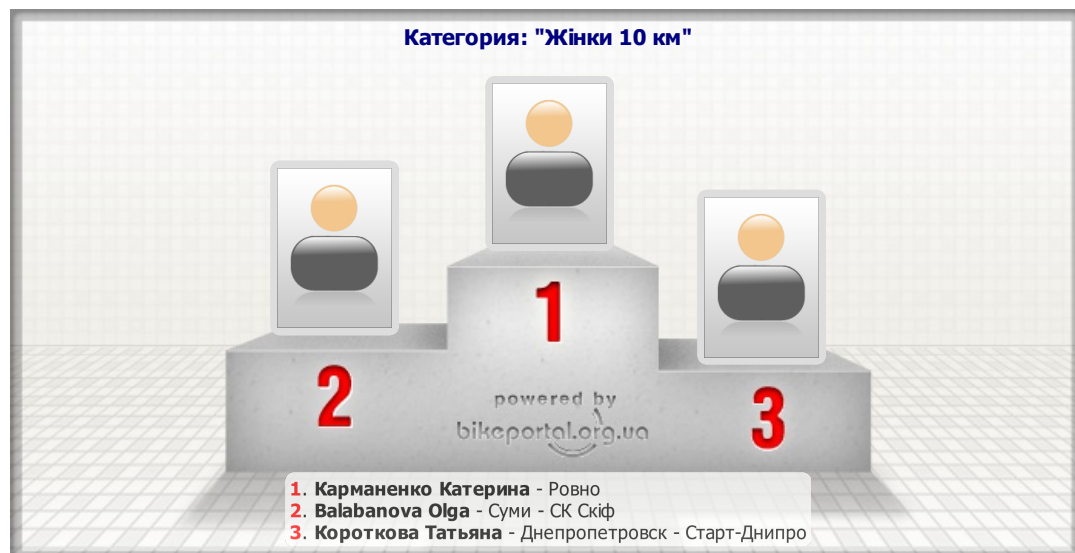 Категория: "Жінки 10 км"
1
2
3
powered by
bikeportal.org.ua
1. Карманенко Катерина - Ровно
2. Balabanova Olga - Суми - СК Скіф
3. Короткова Татьяна - Днепропетровск - Старт-Днипро